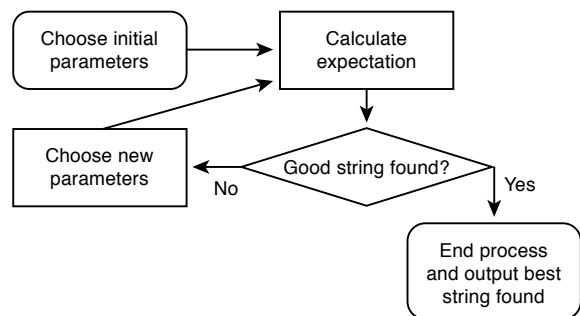 Choose initial
parameters
Calculate
expectation
Choose new
parameters
Good string found?
No
Yes
End process
and output best
string found